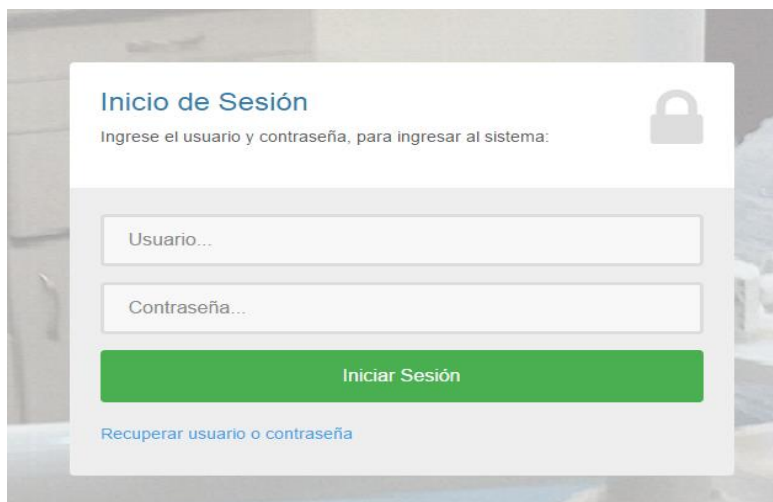 Inicio de Sesión
Ingrese el usuario y contraseña, para ingresar al sistema:
Usuario...
Contraseña...
Iniciar Sesión
Recuperar usuario o contraseña